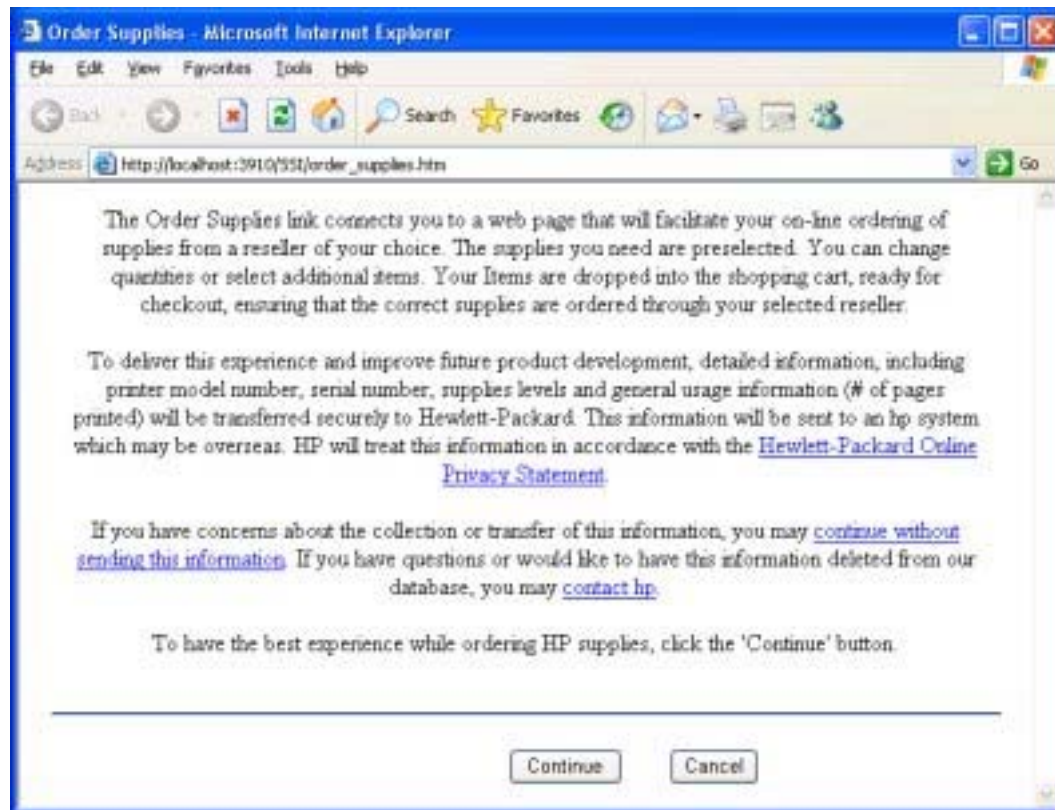 Order Supplies - Microsoft Internet Explorer
File Edit View Favorites Tools Help
Back Search Favorites
Address http://localhost:3910/SSI/order_supplies.htm Go
The Order Supplies link connects you to a web page that will facilitate your on-line ordering of
supplies from a reseller of your choice. The supplies you need are preselected. You can change
quantities or select additional items. Your Items are dropped into the shopping cart, ready for
checkout, ensuring that the correct supplies are ordered through your selected reseller.
To deliver this experience and improve future product development, detailed information, including
printer model number, serial number, supplies levels and general usage information (# of pages
printed) will be transferred securely to Hewlett-Packard. This information will be sent to an hp system
which may be overseas. HP will treat this information in accordance with the Hewlett-Packard Online
Privacy Statement.
If you have concerns about the collection or transfer of this information, you may continue without
sending this information. If you have questions or would like to have this information deleted from our
database, you may contact hp.
To have the best experience while ordering HP supplies, click the 'Continue' button.
Continue Cancel